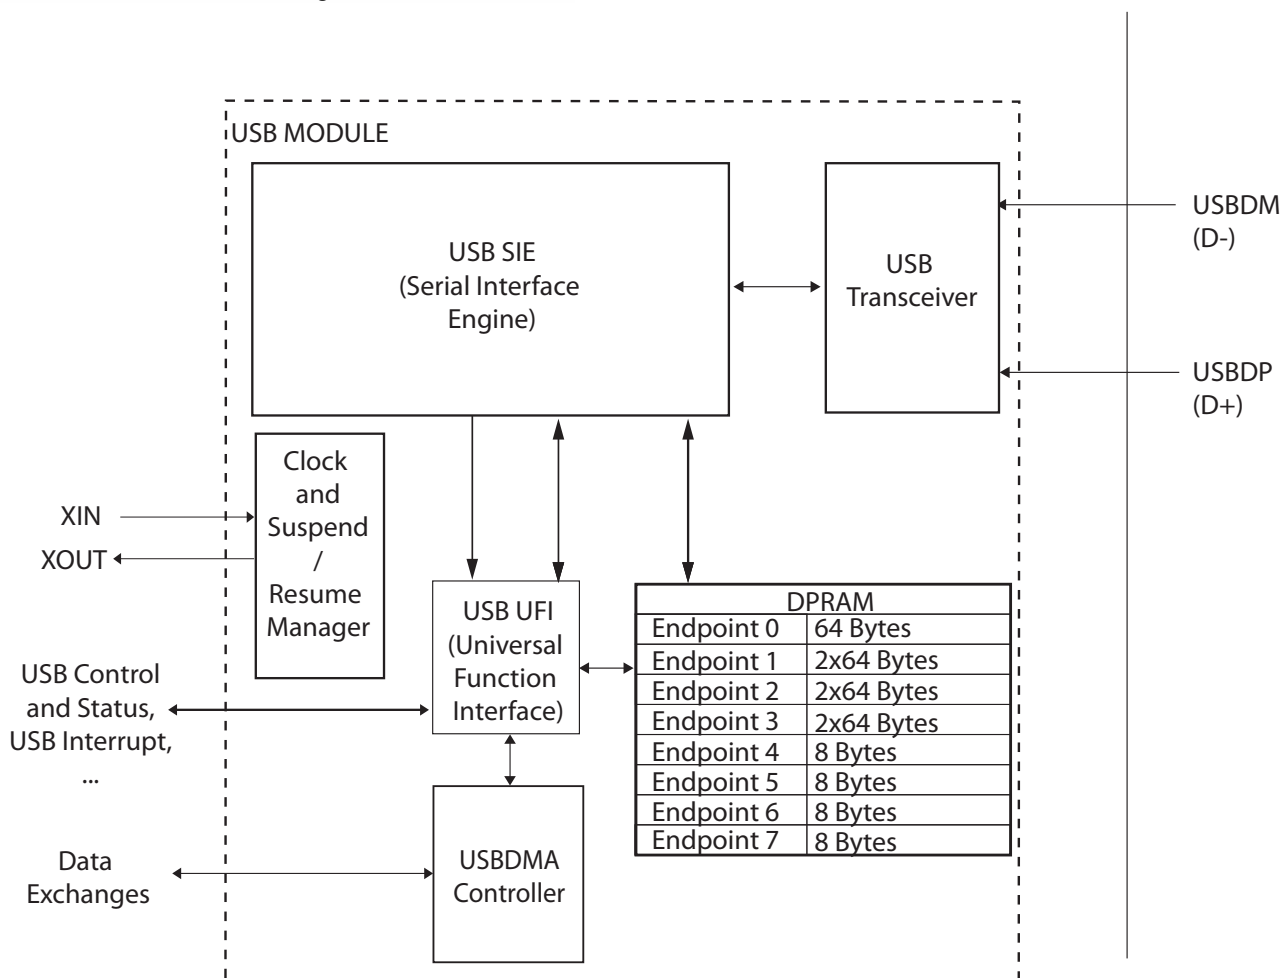 USB MODULE
USB SIE
(Serial Interface
Engine)
USB
Transceiver
USBDM
(D-)
USBDP
(D+)
Clock
and
Suspend
/
Resume
Manager
XIN
XOUT
USB UFI
(Universal
Function
Interface)
DPRAM
Endpoint 0 64 Bytes
Endpoint 1 2x64 Bytes
Endpoint 2 2x64 Bytes
Endpoint 3 2x64 Bytes
Endpoint 4 8 Bytes
Endpoint 5 8 Bytes
Endpoint 6 8 Bytes
Endpoint 7 8 Bytes
USB Control
and Status,
USB Interrupt,
...
USBDMA
Controller
Data
Exchanges